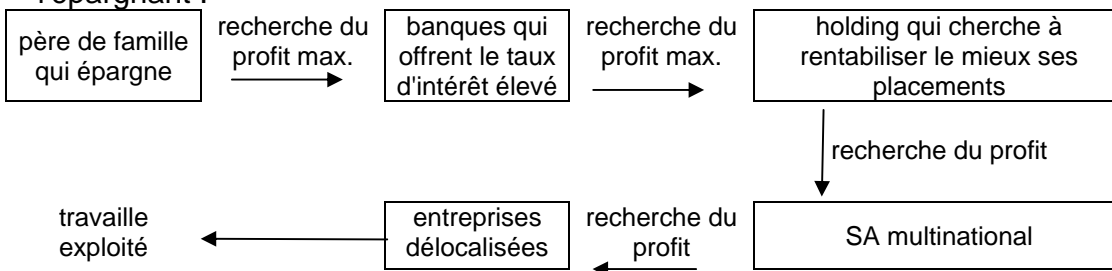 l'épargnant :
père de famille
qui épargne
recherche du
profit max.
banques qui
offrent le taux
d'intérêt élevé
recherche du
profit max.
holding qui cherche à
rentabiliser le mieux ses
placements
recherche du profit
SA multinational
recherche du
profit
entreprises
délocalisées
travaille
exploité